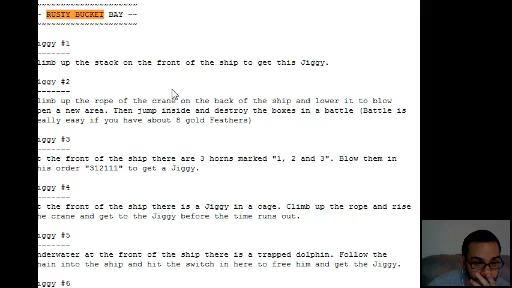 - RUSTY BUCKET BAY --
iggy #1
limb up the stack on the front of the ship to get this Jiggy.
iggy #2
limb up the rope of the crane on the back of the ship and lower it to blow
pen a new area. Then jump inside and destroy the boxes in a battle (Battle is
eally easy if you have about 8 gold Feathers)
iggy #3
t the front of the ship there are 3 horns marked "1, 2 and 3". Blow them in
his order "312111" to get a Jiggy.
iggy #4
t the front of the ship there is a Jiggy in a cage. Climb up the rope and rise
he crane and get to the Jiggy before the time runs out.
iggy #5
nderwater at the front of the ship there is a trapped dolphin. Follow the
hain into the ship and hit the switch in here to free him and get the Jiggy.
iggy #6